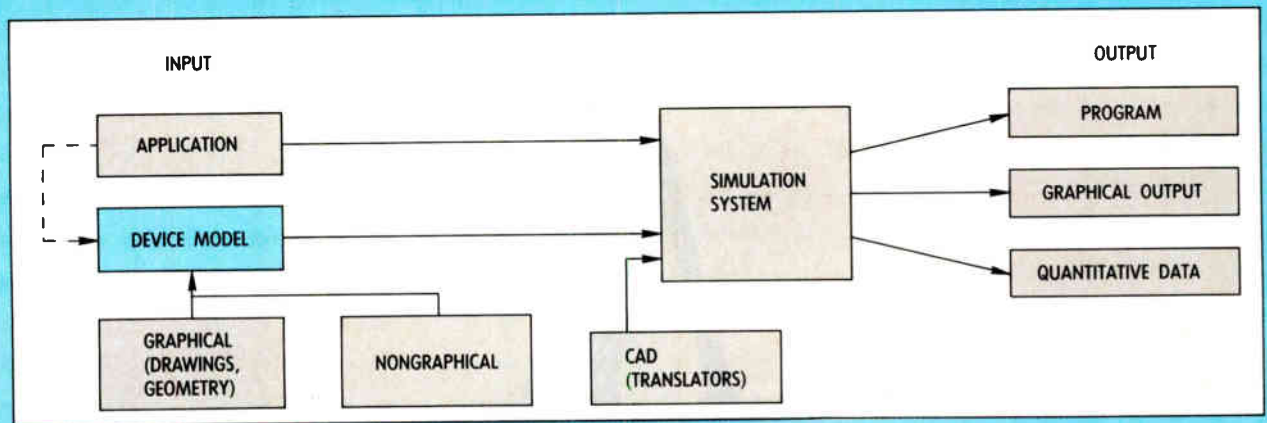 INPUT
OUTPUT
APPLICATION
DEVICE MODEL
GRAPHICAL
(DRAWINGS,
GEOMETRY)
NONGRAPHICAL
CAD
(TRANSLATORS)
SIMULATION
SYSTEM
PROGRAM
GRAPHICAL OUTPUT
QUANTITATIVE DATA